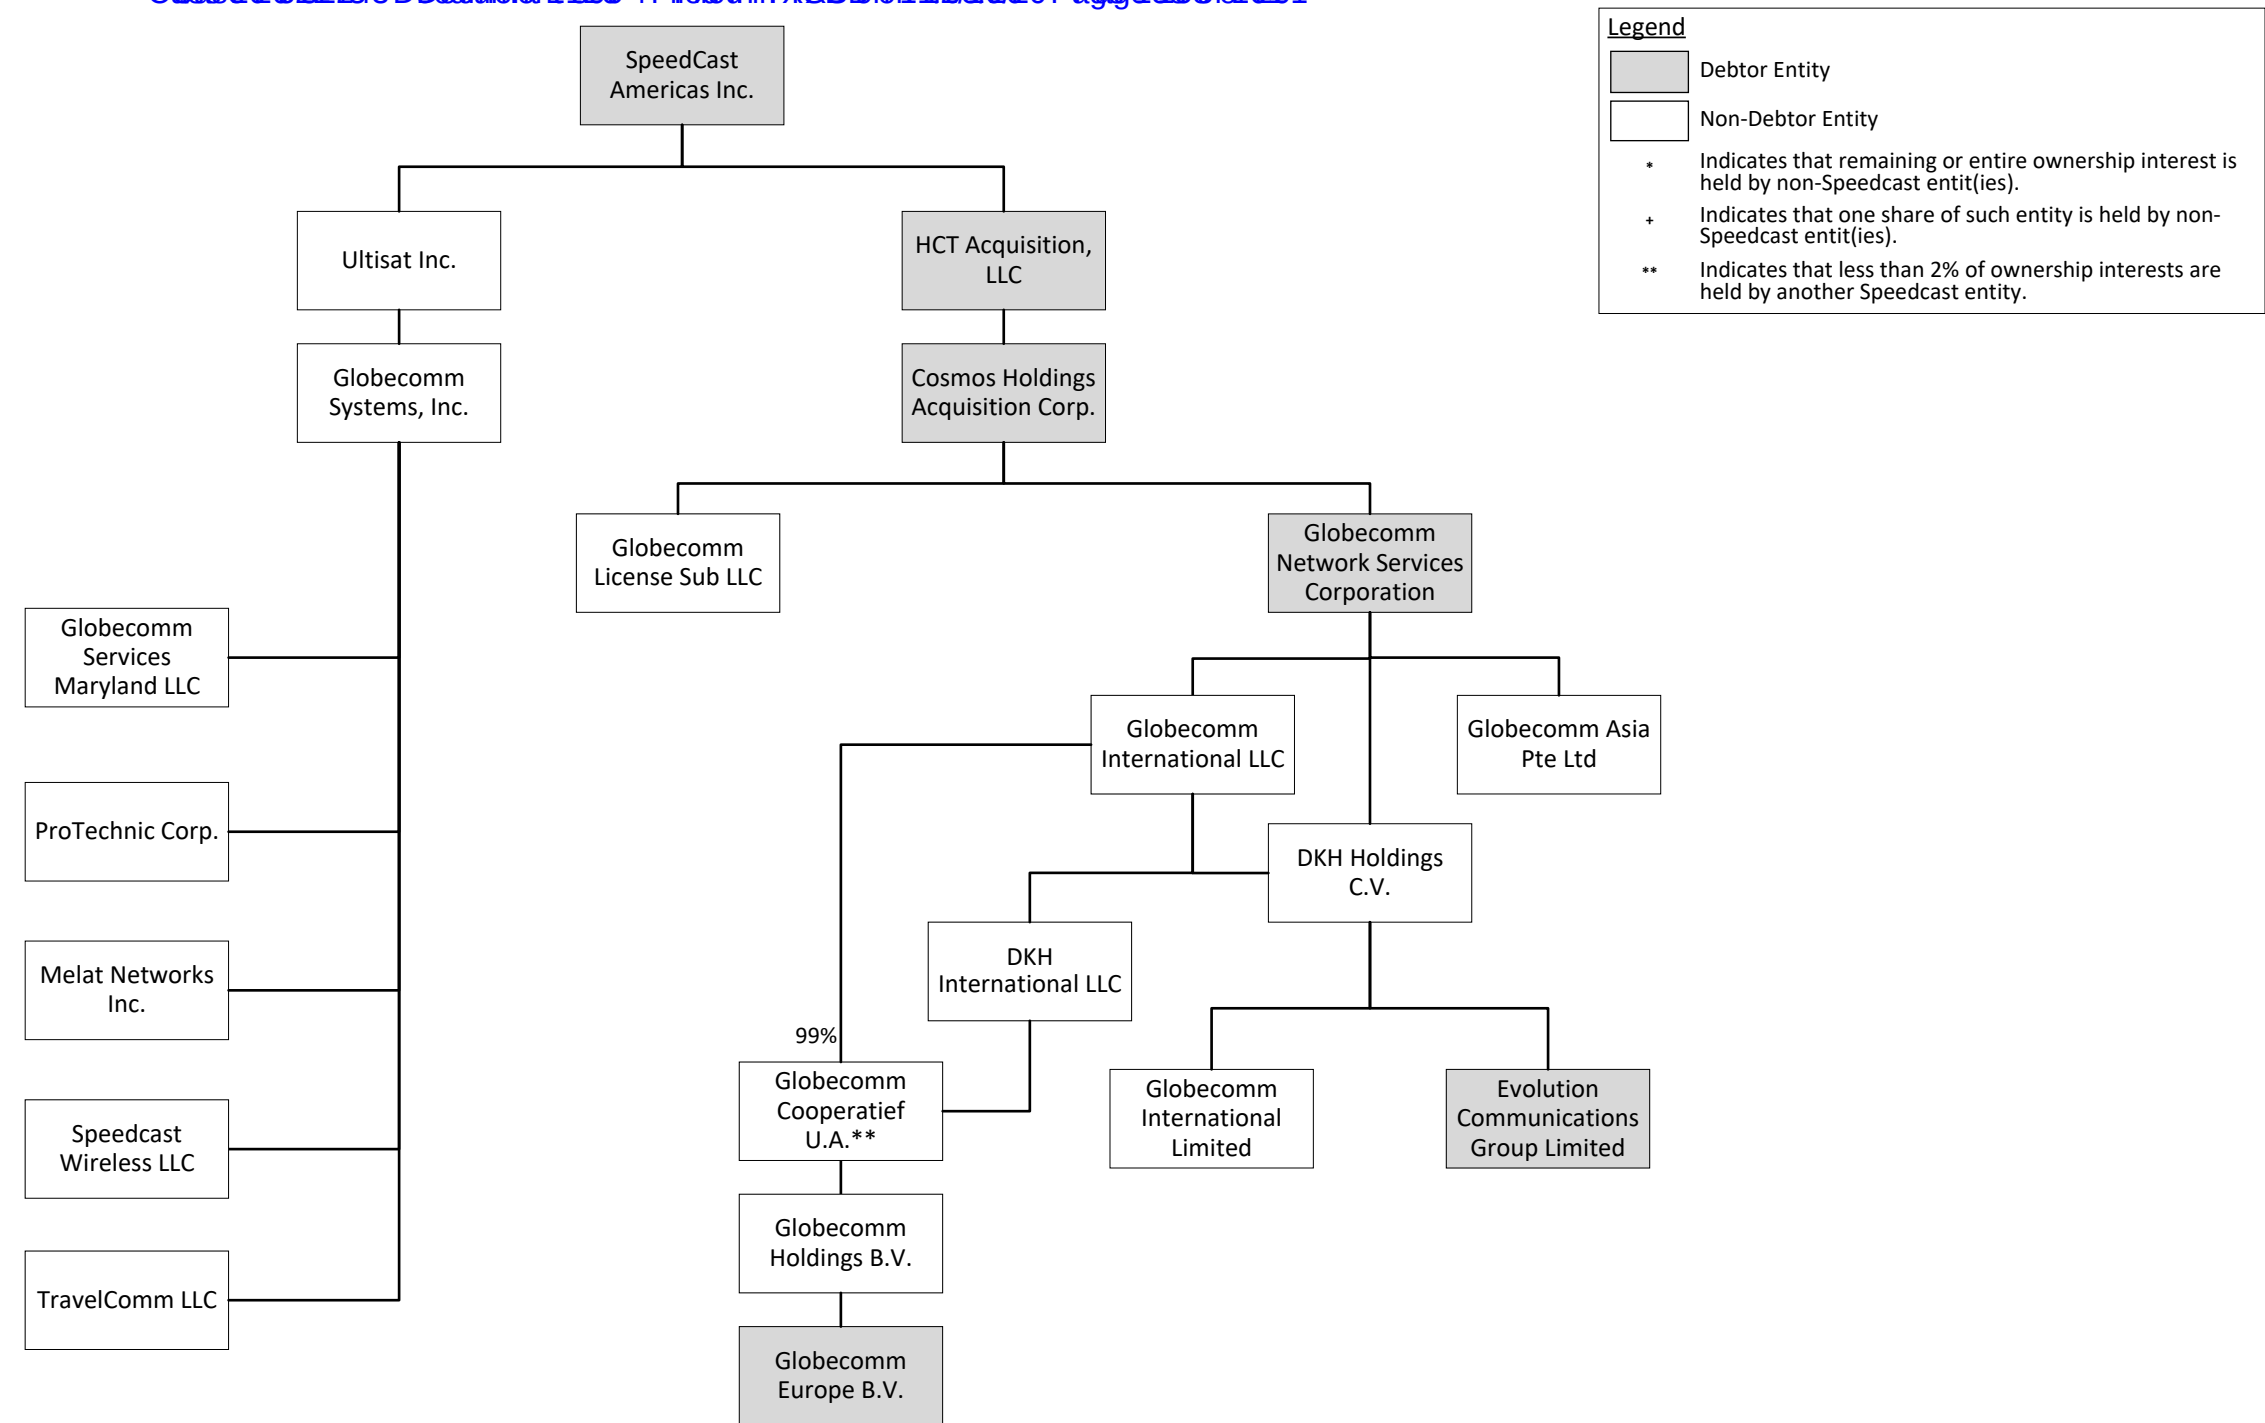 SpeedCast
Americas Inc.
Legend
Debtor Entity
Non-Debtor Entity
* Indicates that remaining or entire ownership interest is
held by non-Speedcast entit(ies).
+ Indicates that one share of such entity is held by non-
Speedcast entit(ies).
** Indicates that less than 2% of ownership interests are
held by another Speedcast entity.
Ultisat Inc.
HCT Acquisition,
LLC
Globecomm
Systems, Inc.
Cosmos Holdings
Acquisition Corp.
Globecomm
License Sub LLC
Globecomm
Network Services
Corporation
Globecomm
Services
Maryland LLC
Globecomm
International LLC
Globecomm Asia
Pte Ltd
ProTechnic Corp.
DKH Holdings
C.V.
Melat Networks
Inc.
DKH
International LLC
99%
Globecomm
Cooperatief
U.A.**
Globecomm
International
Limited
Evolution
Communications
Group Limited
Speedcast
Wireless LLC
Globecomm
Holdings B.V.
TravelComm LLC
Globecomm
Europe B.V.